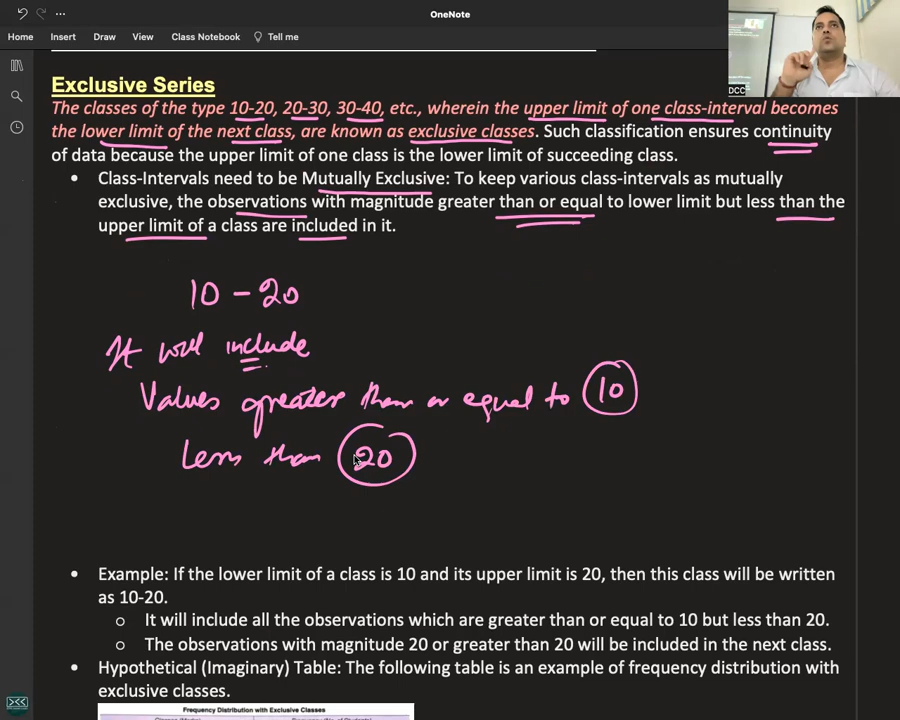 OneNote
Home Insert Draw View Class Notebook Tell me
DCC
Exclusive Series
The classes of the type 10-20, 20-30, 30-40, etc., wherein the upper limit of one class-interval becomes
the lower limit of the next class, are known as exclusive classes. Such classification ensures continuity
of data because the upper limit of one class is the lower limit of succeeding class.
• Class-Intervals need to be Mutually Exclusive: To keep various class-intervals as mutually
exclusive, the observations with magnitude greater than or equal to lower limit but less than the
upper limit of a class are included in it.
10 - 20
It will include
Values greater than or equal to 10
Less than 20
• Example: If the lower limit of a class is 10 and its upper limit is 20, then this class will be written
as 10-20.
o It will include all the observations which are greater than or equal to 10 but less than 20.
o The observations with magnitude 20 or greater than 20 will be included in the next class.
• Hypothetical (Imaginary) Table: The following table is an example of frequency distribution with
exclusive classes.
Frequency Distribution with Exclusive Classes